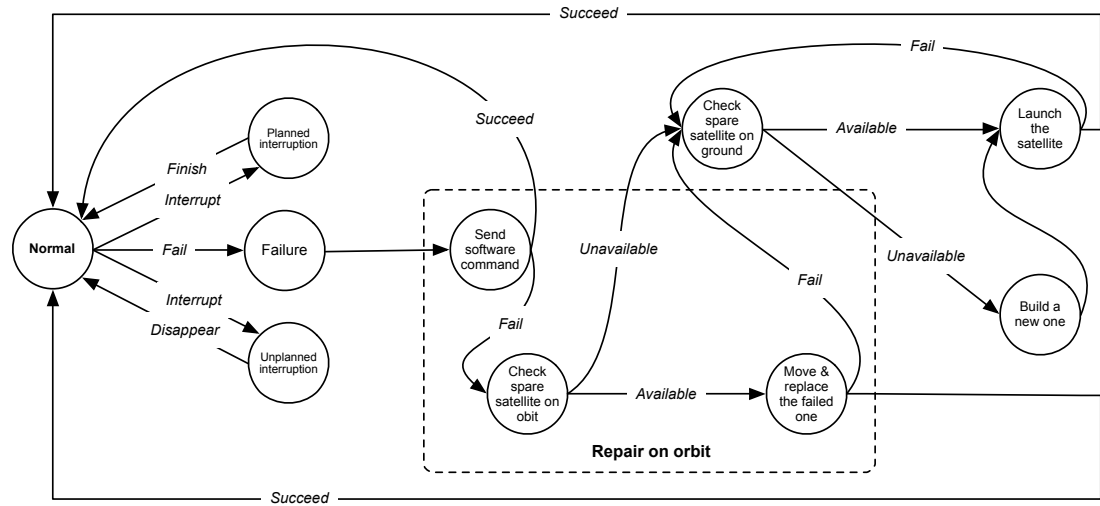 Succeed
Fail
Succeed
Planned
interruption
Finish
Interrupt
Check
spare
satellite on
ground
Available
Launch
the
satellite
Normal
Fail
Failure
Send
software
command
Unavailable
Unavailable
Interrupt
Disappear
Fail
Fail
Build a
new one
Unplanned
interruption
Check
spare
satellite on
obit
Available
Move &
replace
the failed
one
Repair on orbit
Succeed